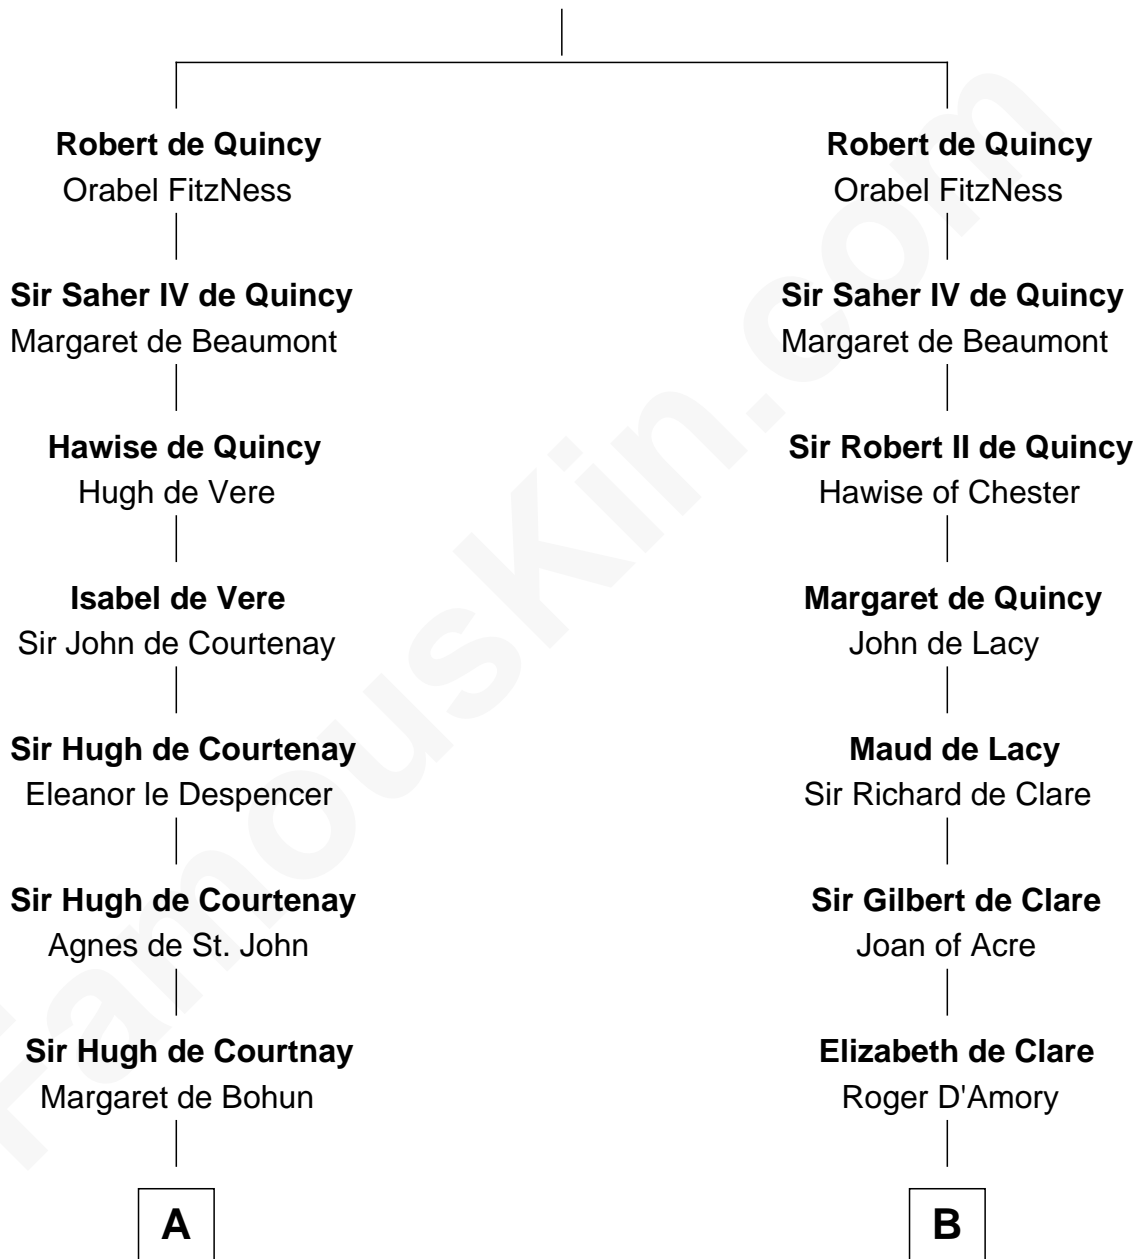 Robert de Quincy
Orabel FitzNess
Sir Saher IV de Quincy
Margaret de Beaumont
Hawise de Quincy
Hugh de Vere
Isabel de Vere
Sir John de Courtenay
Sir Hugh de Courtenay
Eleanor le Despencer
Sir Hugh de Courtenay
Agnes de St. John
Sir Hugh de Courtnay
Margaret de Bohun
A
Robert de Quincy
Orabel FitzNess
Sir Saher IV de Quincy
Margaret de Beaumont
Sir Robert II de Quincy
Hawise of Chester
Margaret de Quincy
John de Lacy
Maud de Lacy
Sir Richard de Clare
Sir Gilbert de Clare
Joan of Acre
Elizabeth de Clare
Roger D'Amory
B
FamousKin.com